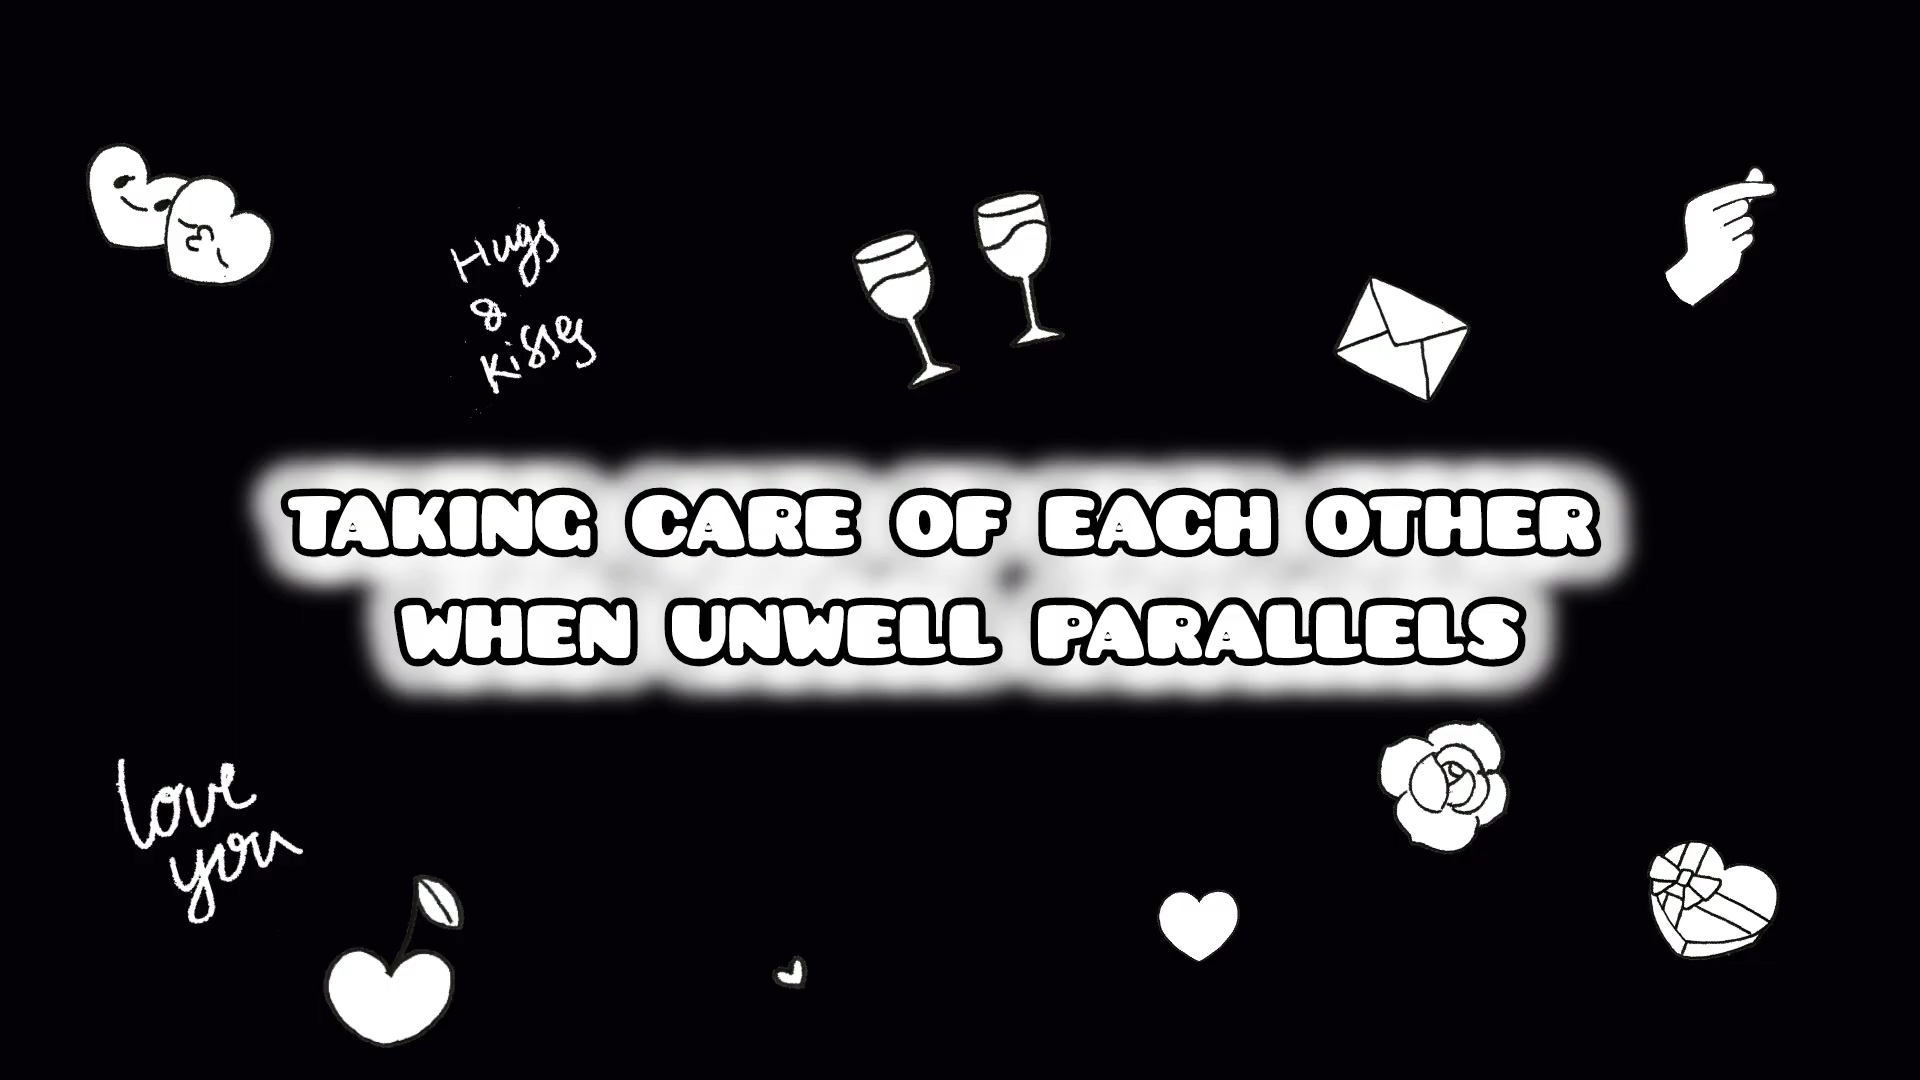 Hugs
&
Kisses
TAKING CARE OF EACH OTHER
WHEN UNWELL PARALLELS
love
you